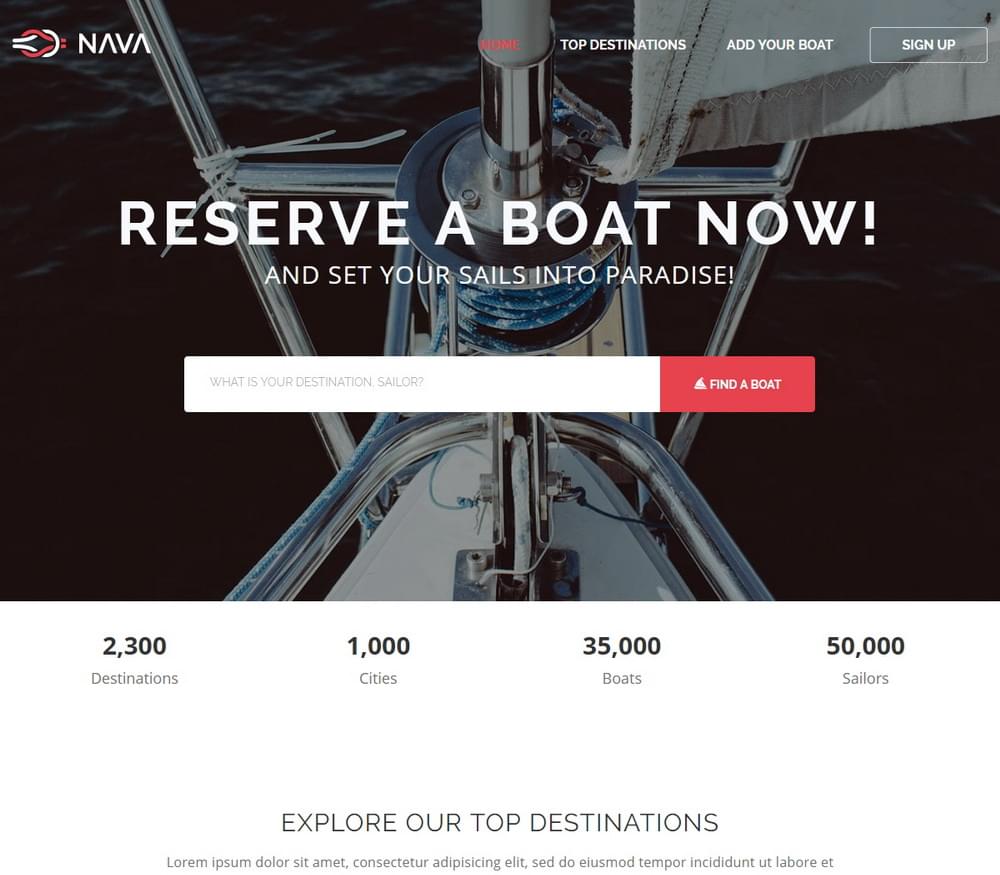 NAVA
HOME
TOP DESTINATIONS
ADD YOUR BOAT
SIGN UP
RESERVE A BOAT NOW!
AND SET YOUR SAILS INTO PARADISE!
WHAT IS YOUR DESTINATION, SAILOR?
FIND A BOAT
2,300
Destinations
1,000
Cities
35,000
Boats
50,000
Sailors
EXPLORE OUR TOP DESTINATIONS
Lorem ipsum dolor sit amet, consectetur adipisicing elit, sed do eiusmod tempor incididunt ut labore et